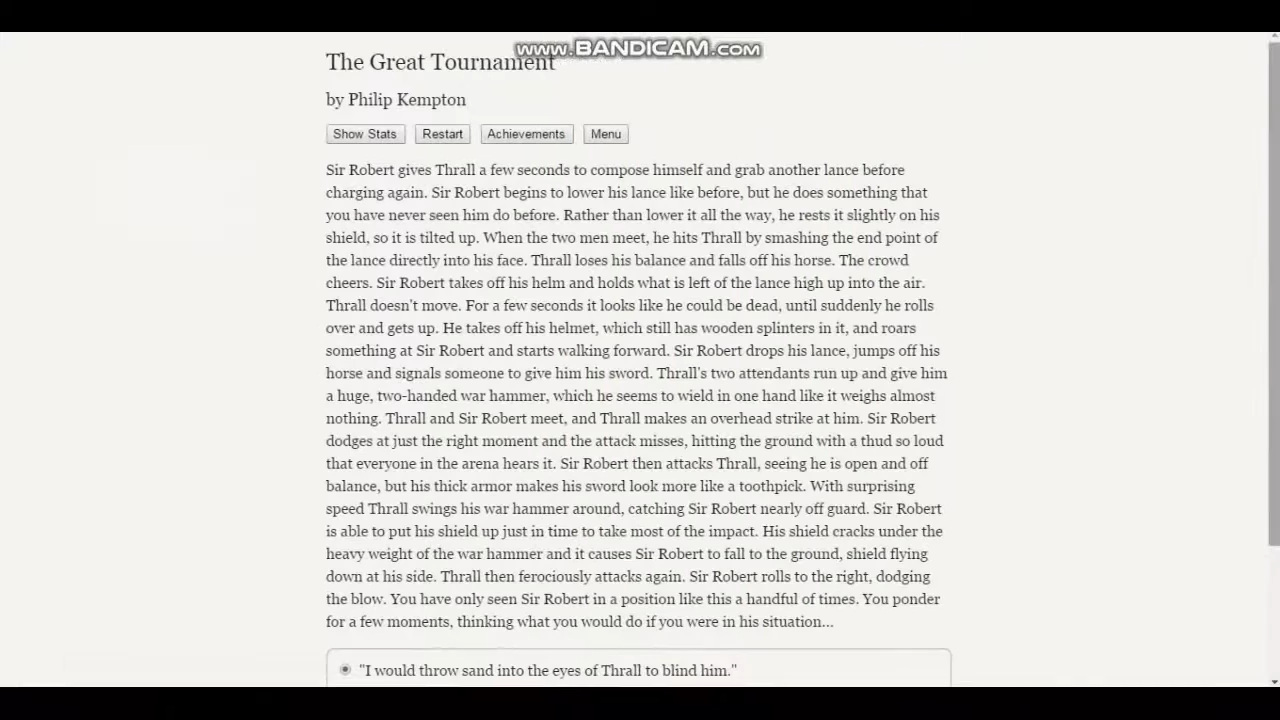 www.BANDICAM.com
The Great Tournament
by Philip Kempton
Show Stats Restart Achievements Menu
Sir Robert gives Thrall a few seconds to compose himself and grab another lance before
charging again. Sir Robert begins to lower his lance like before, but he does something that
you have never seen him do before. Rather than lower it all the way, he rests it slightly on his
shield, so it is tilted up. When the two men meet, he hits Thrall by smashing the end point of
the lance directly into his face. Thrall loses his balance and falls off his horse. The crowd
cheers. Sir Robert takes off his helm and holds what is left of the lance high up into the air.
Thrall doesn't move. For a few seconds it looks like he could be dead, until suddenly he rolls
over and gets up. He takes off his helmet, which still has wooden splinters in it, and roars
something at Sir Robert and starts walking forward. Sir Robert drops his lance, jumps off his
horse and signals someone to give him his sword. Thrall's two attendants run up and give him
a huge, two-handed war hammer, which he seems to wield in one hand like it weighs almost
nothing. Thrall and Sir Robert meet, and Thrall makes an overhead strike at him. Sir Robert
dodges at just the right moment and the attack misses, hitting the ground with a thud so loud
that everyone in the arena hears it. Sir Robert then attacks Thrall, seeing he is open and off
balance, but his thick armor makes his sword look more like a toothpick. With surprising
speed Thrall swings his war hammer around, catching Sir Robert nearly off guard. Sir Robert
is able to put his shield up just in time to take most of the impact. His shield cracks under the
heavy weight of the war hammer and it causes Sir Robert to fall to the ground, shield flying
down at his side. Thrall then ferociously attacks again. Sir Robert rolls to the right, dodging
the blow. You have only seen Sir Robert in a position like this a handful of times. You ponder
for a few moments, thinking what you would do if you were in his situation...
"I would throw sand into the eyes of Thrall to blind him."